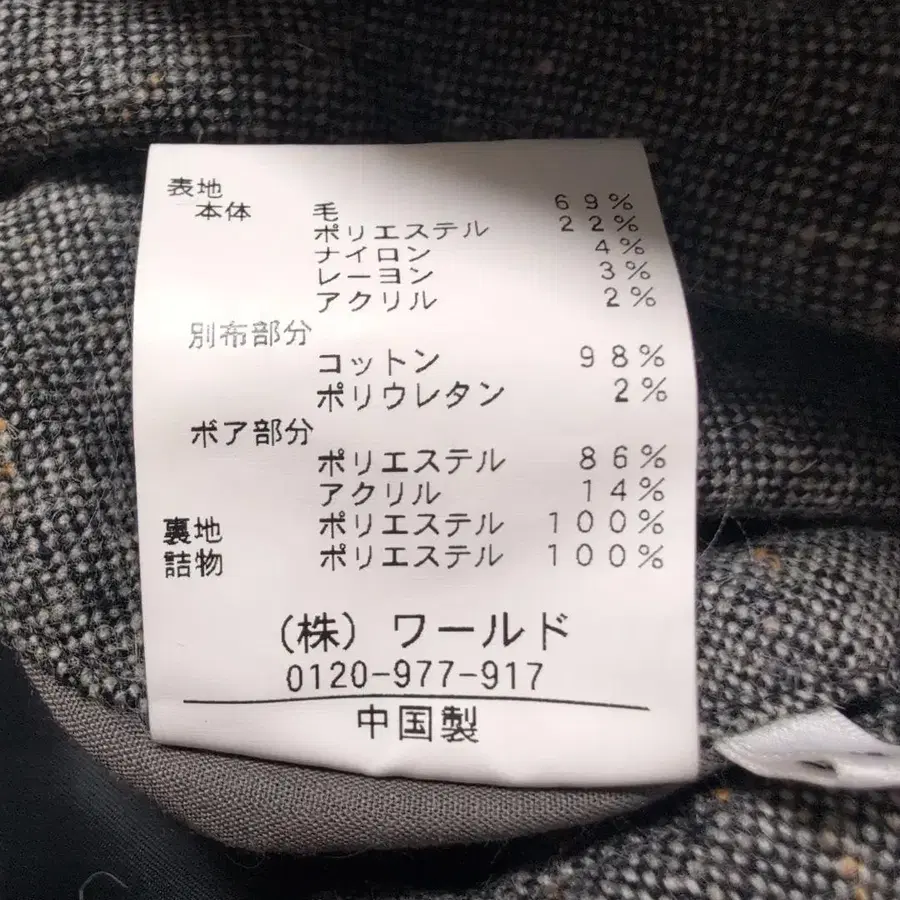 表地
本体 毛 69%
ポリエステル 22%
ナイロン 4%
レーヨン 3%
アクリル 2%
別布部分
コットン 98%
ポリウレタン 2%
ボア部分
ポリエステル 86%
アクリル 14%
裏地 ポリエステル 100%
詰物 ポリエステル 100%
(株) ワールド
0120-977-917
中国製